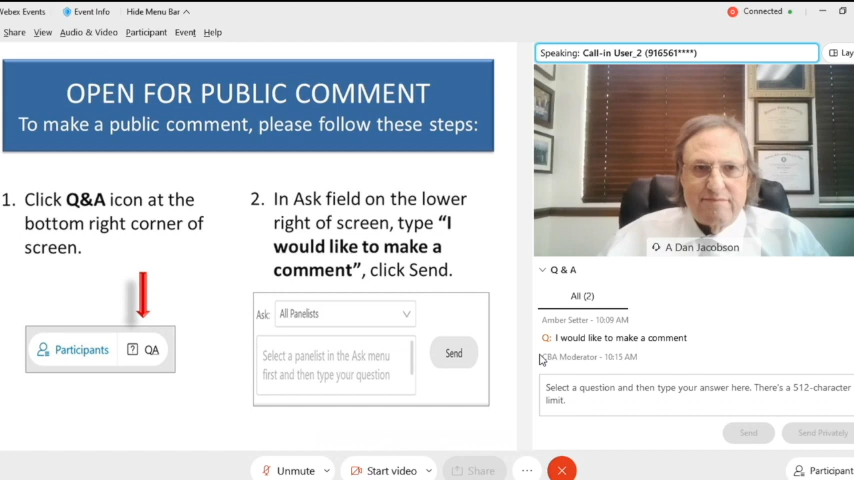 Webex Events Event Info Hide Menu Bar Connected
Share View Audio & Video Participant Event Help
OPEN FOR PUBLIC COMMENT
To make a public comment, please follow these steps:
1. Click Q&A icon at the
bottom right corner of
screen.
Participants QA
2. In Ask field on the lower
right of screen, type “I
would like to make a
comment”, click Send.
Ask: All Panelists
Select a panelist in the Ask menu
first and then type your question
Send
Speaking: Call-in User_2 (916561****)
Lay
A Dan Jacobson
Q & A
All (2)
Amber Setter - 10:09 AM
Q: I would like to make a comment
CBA Moderator - 10:15 AM
Select a question and then type your answer here. There's a 512-character
limit.
Send Send Privately
Unmute Start video Share ... Participant